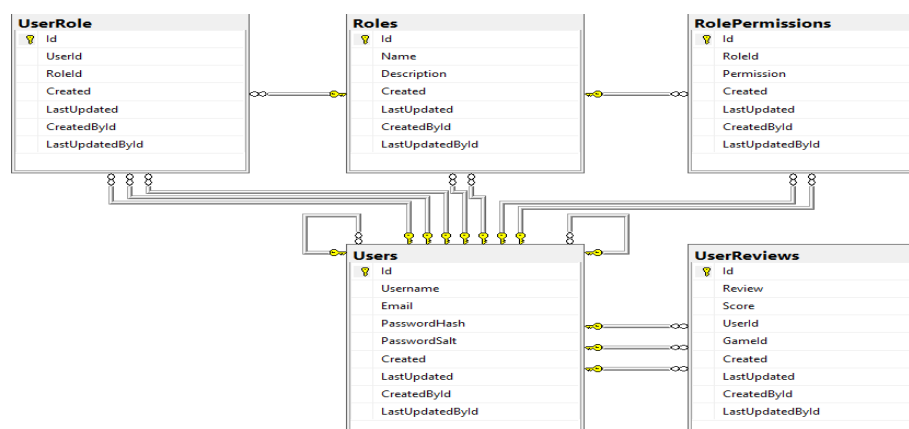 UserRole
Id
UserId
RoleId
Created
LastUpdated
CreatedById
LastUpdatedById
Roles
Id
Name
Description
Created
LastUpdated
CreatedById
LastUpdatedById
RolePermissions
Id
RoleId
Permission
Created
LastUpdated
CreatedById
LastUpdatedById
Users
Id
Username
Email
PasswordHash
PasswordSalt
Created
LastUpdated
CreatedById
LastUpdatedById
UserReviews
Id
Review
Score
UserId
GameId
Created
LastUpdated
CreatedById
LastUpdatedById